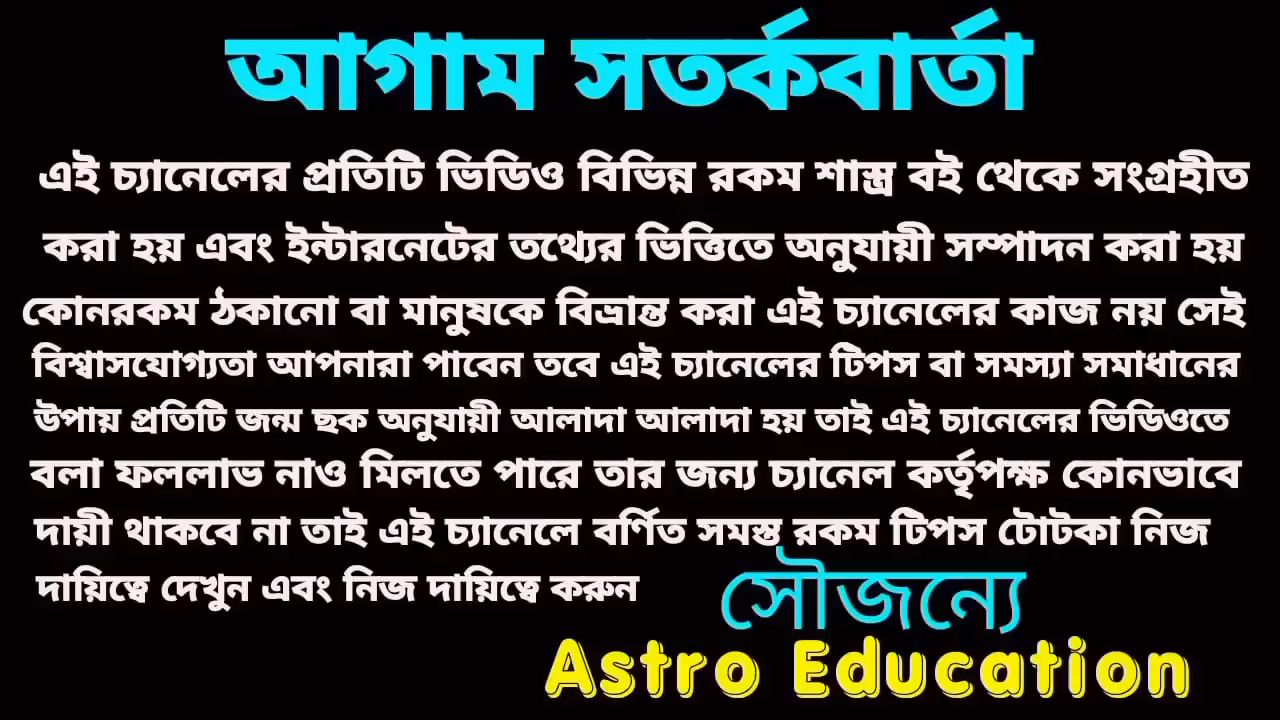 আগাম সতর্কবার্তা
এই চ্যানেলের প্রতিটি ভিডিও বিভিন্ন রকম শাস্ত্র বই থেকে সংগ্রহীত
করা হয় এবং ইন্টারনেটের তথ্যের ভিত্তিতে অনুযায়ী সম্পাদন করা হয়
কোনরকম ঠকানো বা মানুষকে বিভ্রান্ত করা এই চ্যানেলের কাজ নয় সেই
বিশ্বাসযোগ্যতা আপনারা পাবেন তবে এই চ্যানেলের টিপস বা সমস্যা সমাধানের
উপায় প্রতিটি জন্ম ছক অনুযায়ী আলাদা আলাদা হয় তাই এই চ্যানেলের ভিডিওতে
বলা ফললাভ নাও মিলতে পারে তার জন্য চ্যানেল কর্তৃপক্ষ কোনভাবে
দায়ী থাকবে না তাই এই চ্যানেলে বর্ণিত সমস্ত রকম টিপস টোটকা নিজ
দায়িত্বে দেখুন এবং নিজ দায়িত্বে করুন
সৌজন্যে
Astro Education